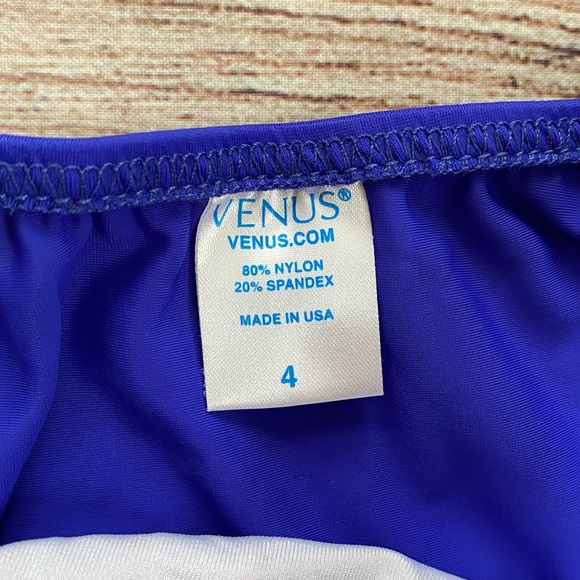 VENUS®
VENUS.COM
80% NYLON
20% SPANDEX
MADE IN USA
4